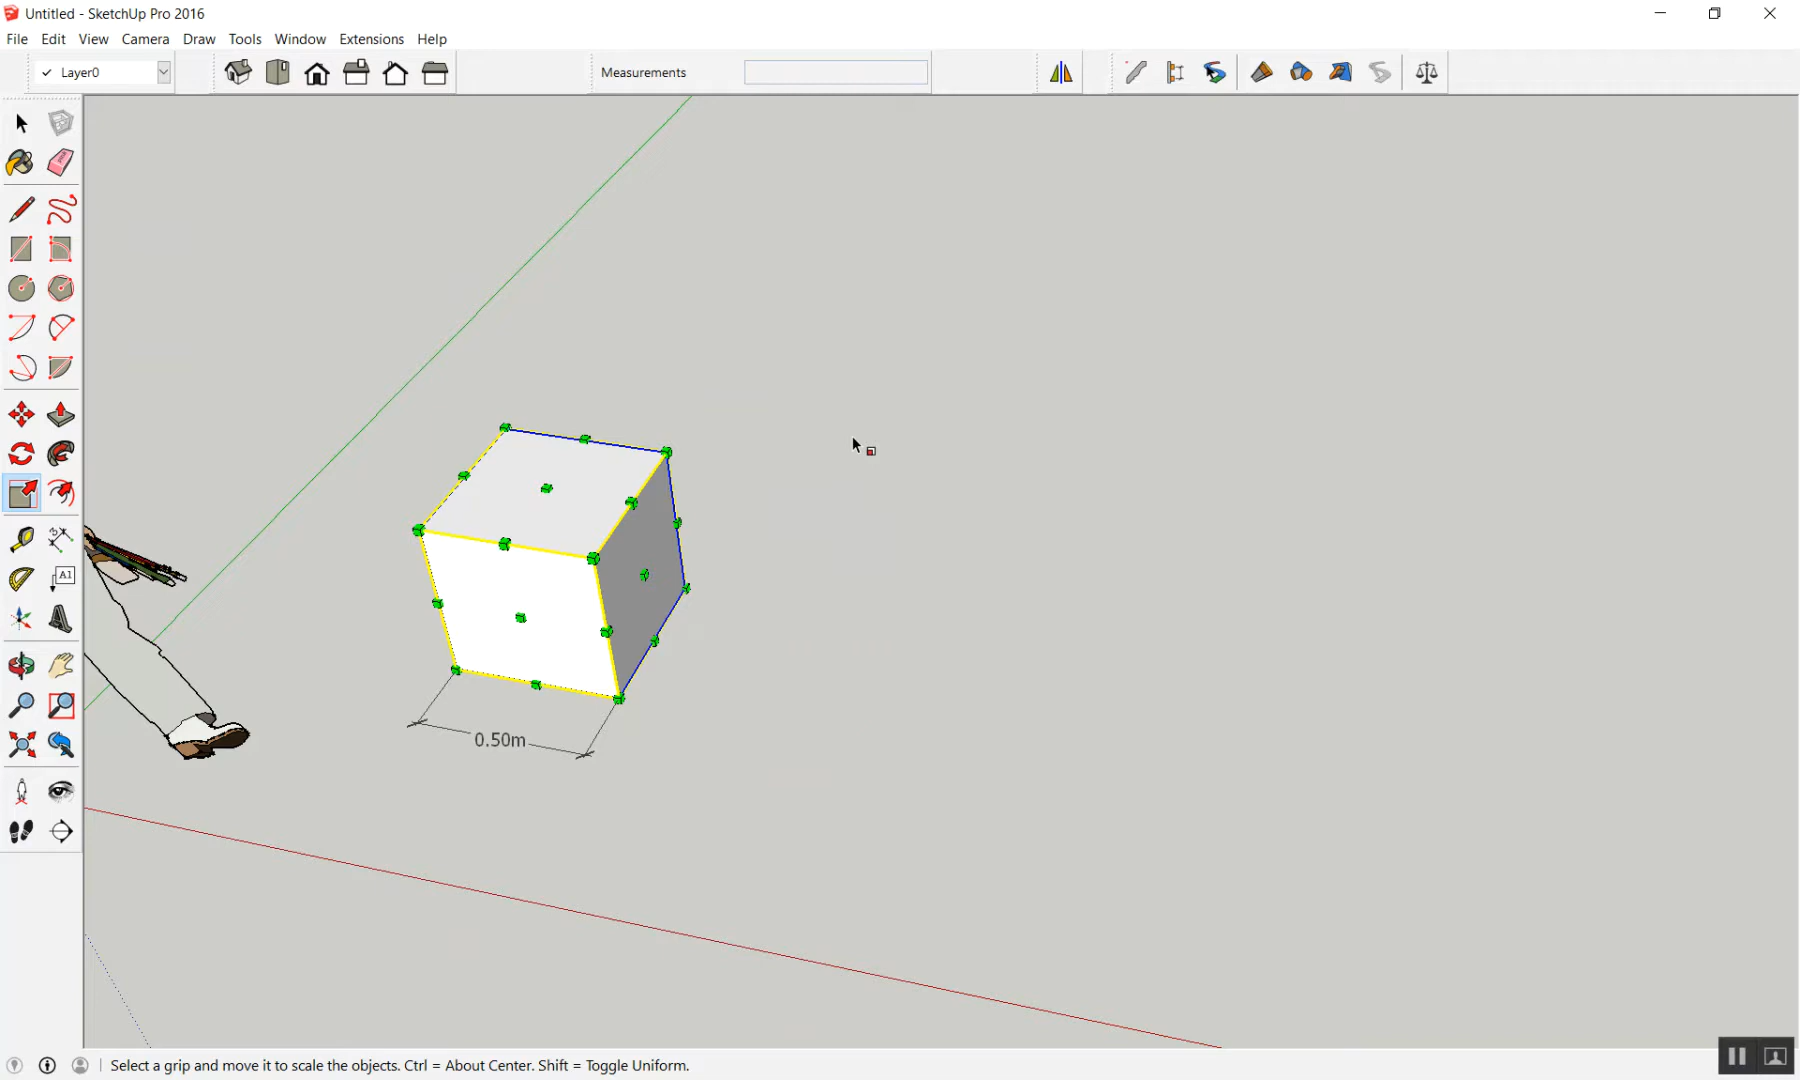 Untitled - SketchUp Pro 2016
File Edit View Camera Draw Tools Window Extensions Help
✓ Layer0
Measurements
A1
0.50m
Select a grip and move it to scale the objects. Ctrl = About Center. Shift = Toggle Uniform.